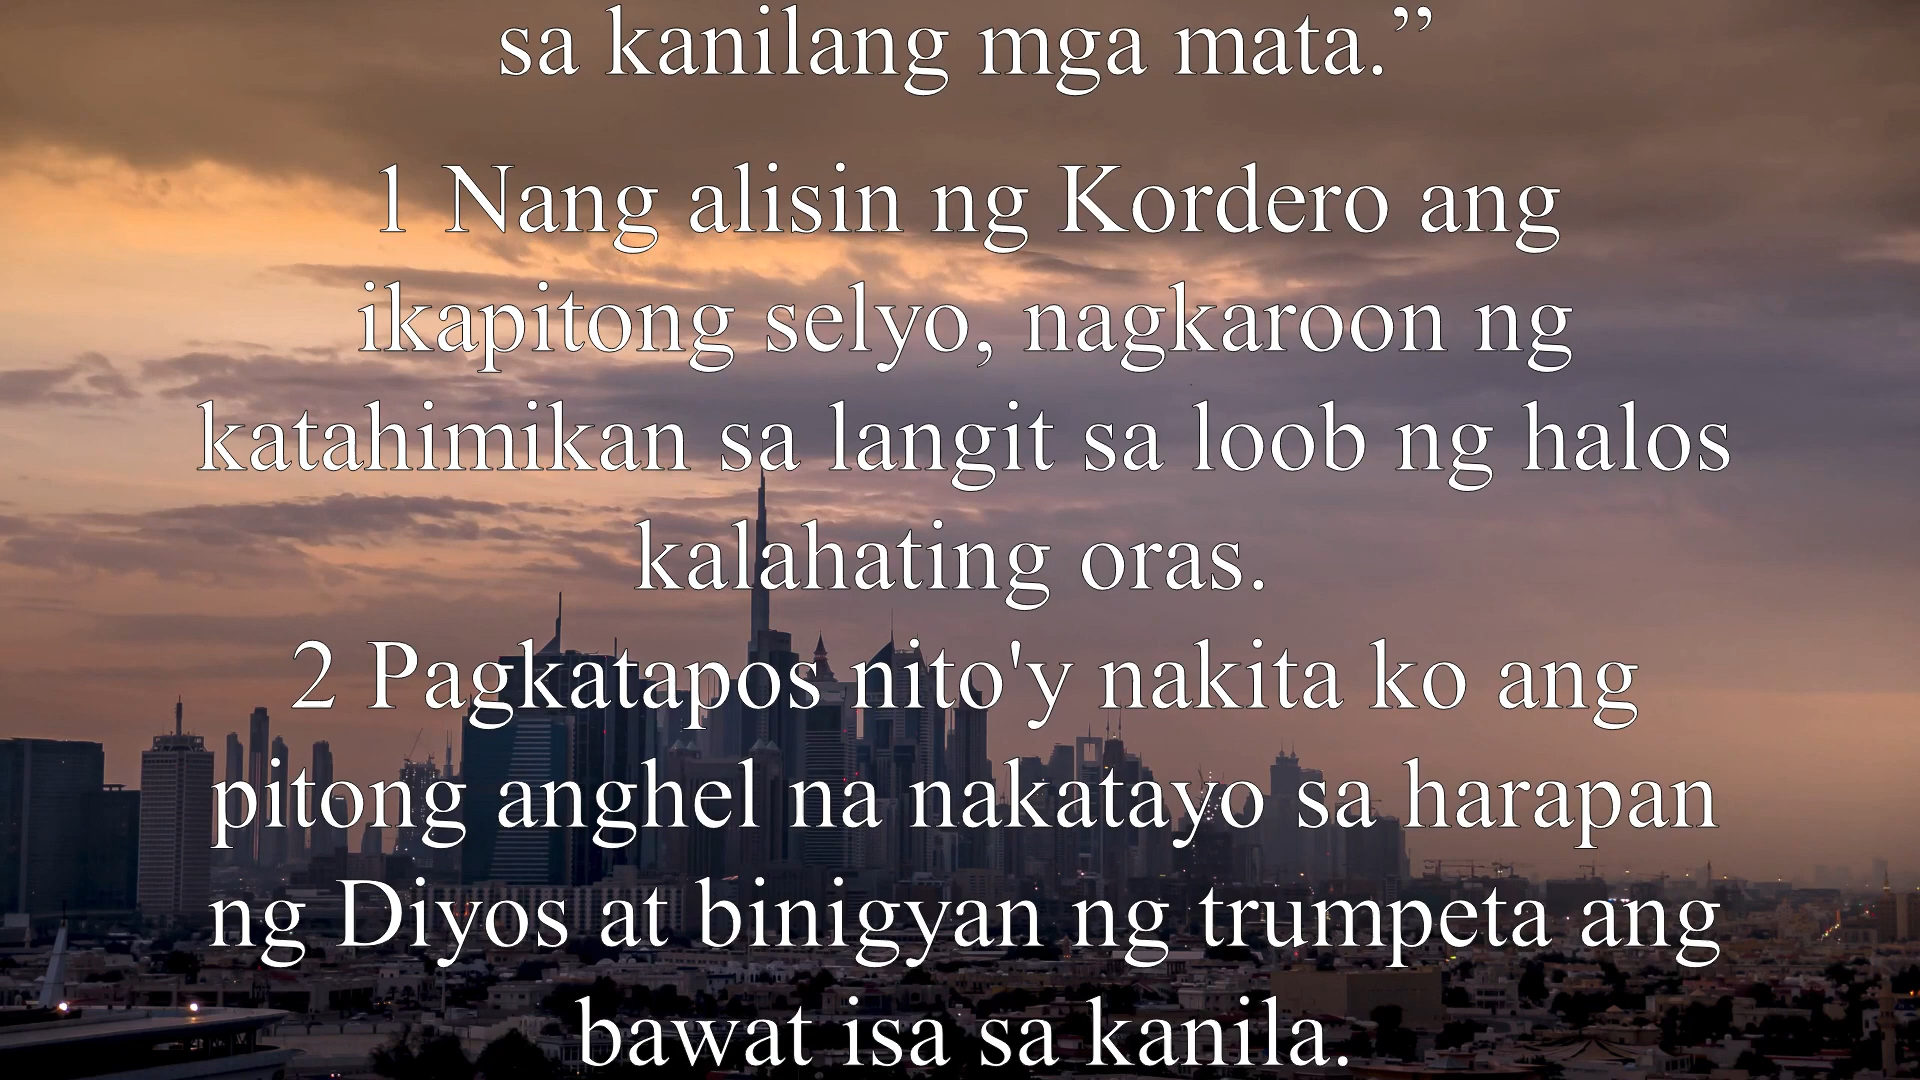 sa kanilang mga mata.”
1 Nang alisin ng Kordero ang
ikapitong selyo, nagkaroon ng
katahimikan sa langit sa loob ng halos
kalahating oras.
2 Pagkatapos nito'y nakita ko ang
pitong anghel na nakatayo sa harapan
ng Diyos at binigyan ng trumpeta ang
bawat isa sa kanila.